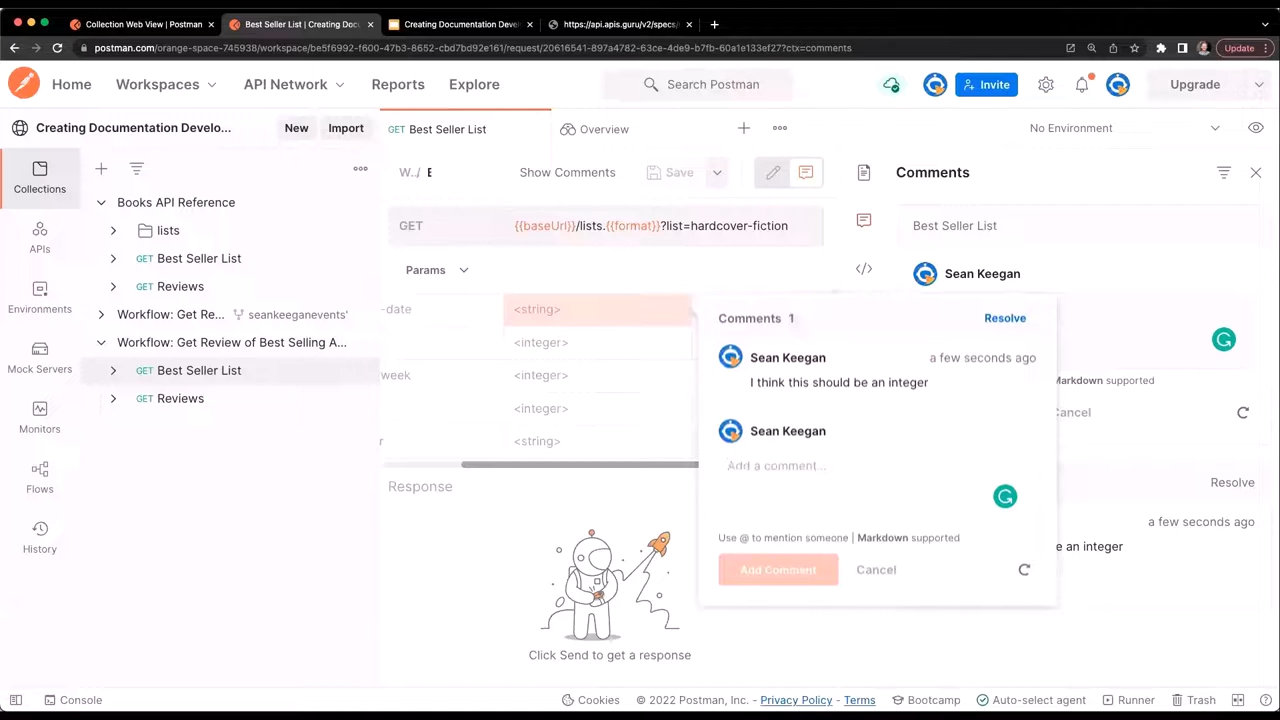 Collection Web View | Postman
Best Seller List | Creating Docu
Creating Documentation Develo
https://api.apis.guru/v2/specs/
postman.com/orange-space-745938/workspace/be5f6992-f600-47b3-8652-cbd7bd92e161/request/20616541-897a4782-63ce-4de9-b7fb-60a1e133ef27?ctx=comments
Update
Home
Workspaces
API Network
Reports
Explore
Search Postman
Invite
Upgrade
Creating Documentation Develo...
New
Import
GET Best Seller List
Overview
No Environment
Collections
APIs
Environments
Mock Servers
Monitors
Flows
History
Books API Reference
lists
GET Best Seller List
GET Reviews
Workflow: Get Re...
seankeeganevents'
Workflow: Get Review of Best Selling A...
GET Best Seller List
GET Reviews
W../
Show Comments
Save
GET
{{baseUrl}}/lists.{{format}}?list=hardcover-fiction
Params
-date
<string>
<integer>
week
<integer>
<integer>
<string>
Response
Click Send to get a response
Comments
Best Seller List
Sean Keegan
Markdown supported
Cancel
Resolve
a few seconds ago
e an integer
Comments 1
Resolve
Sean Keegan
a few seconds ago
I think this should be an integer
Sean Keegan
Add a comment...
Use @ to mention someone | Markdown supported
Add Comment
Cancel
Console
Cookies
© 2022 Postman, Inc. - Privacy Policy - Terms
Bootcamp
Auto-select agent
Runner
Trash